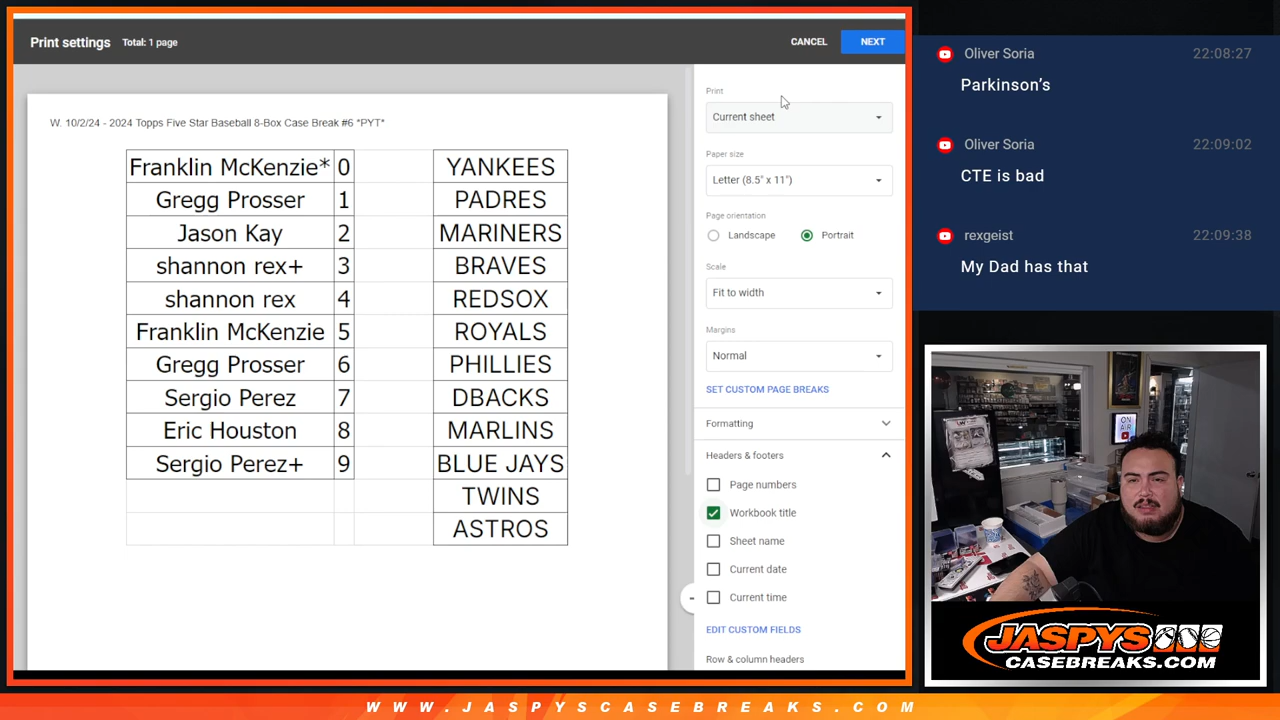 Print settings
Total: 1 page
CANCEL
NEXT
W. 10/2/24 - 2024 Topps Five Star Baseball 8-Box Case Break #6 *PYT*
Franklin McKenzie* 0 YANKEES
Gregg Prosser 1 PADRES
Jason Kay 2 MARINERS
shannon rex+ 3 BRAVES
shannon rex 4 REDSOX
Franklin McKenzie 5 ROYALS
Gregg Prosser 6 PHILLIES
Sergio Perez 7 DBACKS
Eric Houston 8 MARLINS
Sergio Perez+ 9 BLUE JAYS
TWINS
ASTROS
Print
Current sheet
Paper size
Letter (8.5" x 11")
Page orientation
Landscape
Portrait
Scale
Fit to width
Margins
Normal
SET CUSTOM PAGE BREAKS
Formatting
Headers & footers
Page numbers
Workbook title
Sheet name
Current date
Current time
EDIT CUSTOM FIELDS
Row & column headers
Oliver Soria 22:08:27
Parkinson's
Oliver Soria 22:09:02
CTE is bad
rexgeist 22:09:38
My Dad has that
ON
AIR
JASPYS
CASEBREAKS.COM
WWW.JASPYSCASEBREAKS.COM